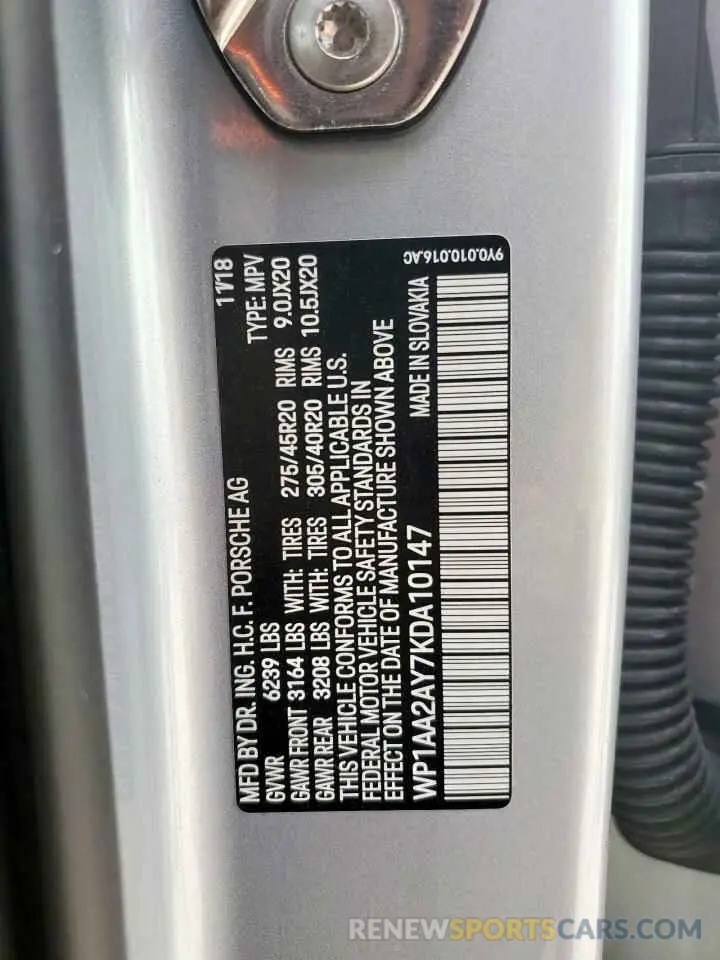 MFD BY DR. ING. H.C. F. PORSCHE AG 11/18
GVWR 6239 LBS TYPE: MPV
GAWR FRONT 3164 LBS WITH: TIRES 275/45R20 RIMS 9.0JX20
GAWR REAR 3208 LBS WITH: TIRES 305/40R20 RIMS 10.5JX20
THIS VEHICLE CONFORMS TO ALL APPLICABLE U.S.
FEDERAL MOTOR VEHICLE SAFETY STANDARDS IN
EFFECT ON THE DATE OF MANUFACTURE SHOWN ABOVE
WP1AA2AY7KDA10147 MADE IN SLOVAKIA
9Y0.010.016.AC
RENEWSPORTSCARS.COM